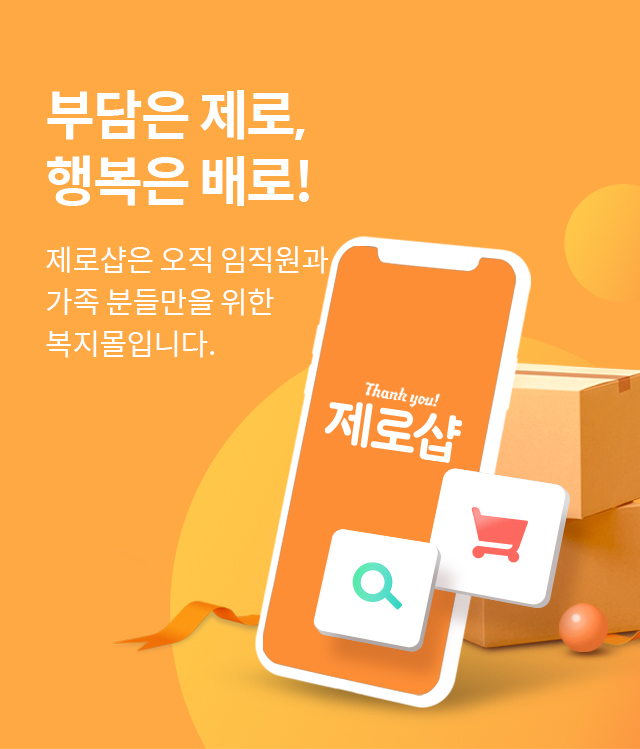 부담은 제로,
행복은 배로!
제로샵은 오직 임직원과
가족 분들만을 위한
복지몰입니다.
Thank you!
제로샵